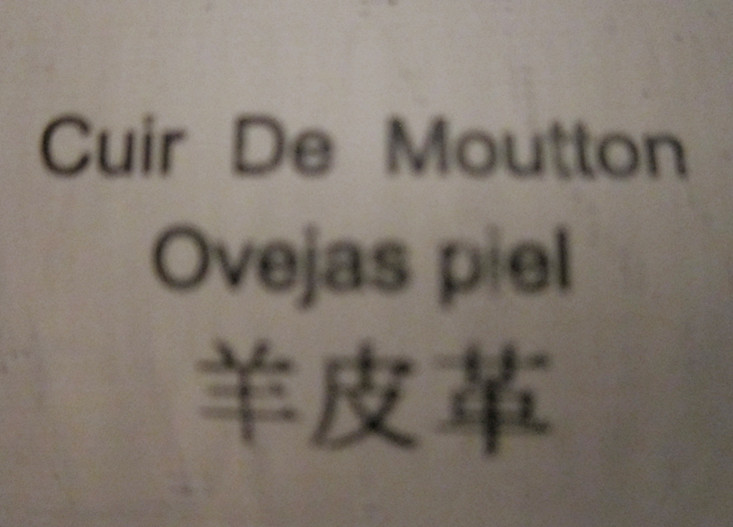 Cuir De Moutton
Ovejas piel
羊皮革